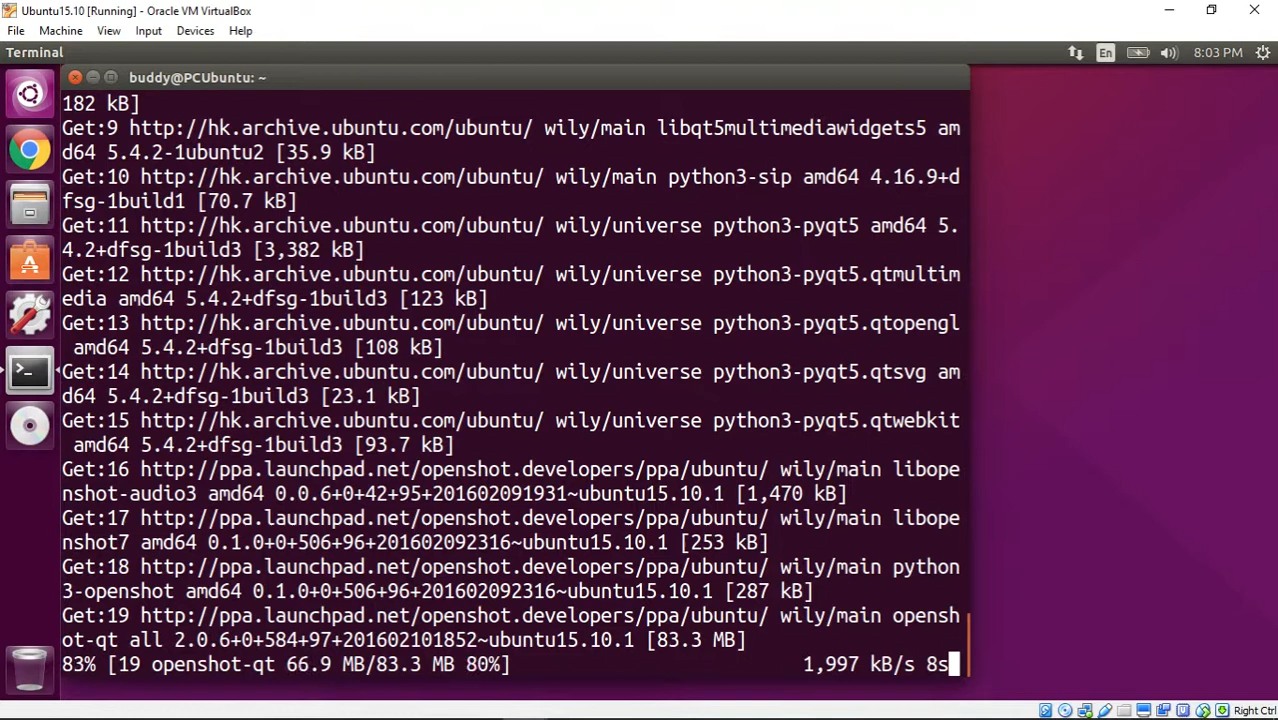 Ubuntu15.10 [Running] - Oracle VM VirtualBox
File Machine View Input Devices Help
Terminal En 8:03 PM
buddy@PCUbuntu: ~
182 kB]
Get:9 http://hk.archive.ubuntu.com/ubuntu/ wily/main libqt5multimediawidgets5 am
d64 5.4.2-1ubuntu2 [35.9 kB]
Get:10 http://hk.archive.ubuntu.com/ubuntu/ wily/main python3-sip amd64 4.16.9+d
fsg-1build1 [70.7 kB]
Get:11 http://hk.archive.ubuntu.com/ubuntu/ wily/universe python3-pyqt5 amd64 5.
4.2+dfsg-1build3 [3,382 kB]
Get:12 http://hk.archive.ubuntu.com/ubuntu/ wily/universe python3-pyqt5.qtmultim
edia amd64 5.4.2+dfsg-1build3 [123 kB]
Get:13 http://hk.archive.ubuntu.com/ubuntu/ wily/universe python3-pyqt5.qtopengl
 amd64 5.4.2+dfsg-1build3 [108 kB]
Get:14 http://hk.archive.ubuntu.com/ubuntu/ wily/universe python3-pyqt5.qtsvg am
d64 5.4.2+dfsg-1build3 [23.1 kB]
Get:15 http://hk.archive.ubuntu.com/ubuntu/ wily/universe python3-pyqt5.qtwebkit
 amd64 5.4.2+dfsg-1build3 [93.7 kB]
Get:16 http://ppa.launchpad.net/openshot.developers/ppa/ubuntu/ wily/main libope
nshot-audio3 amd64 0.0.6+0+42+95+201602091931~ubuntu15.10.1 [1,470 kB]
Get:17 http://ppa.launchpad.net/openshot.developers/ppa/ubuntu/ wily/main libope
nshot7 amd64 0.1.0+0+506+96+201602092316~ubuntu15.10.1 [253 kB]
Get:18 http://ppa.launchpad.net/openshot.developers/ppa/ubuntu/ wily/main python
3-openshot amd64 0.1.0+0+506+96+201602092316~ubuntu15.10.1 [287 kB]
Get:19 http://ppa.launchpad.net/openshot.developers/ppa/ubuntu/ wily/main opensh
ot-qt all 2.0.6+0+584+97+201602101852~ubuntu15.10.1 [83.3 MB]
83% [19 openshot-qt 66.9 MB/83.3 MB 80%] 1,997 kB/s 8s
Right Ctrl